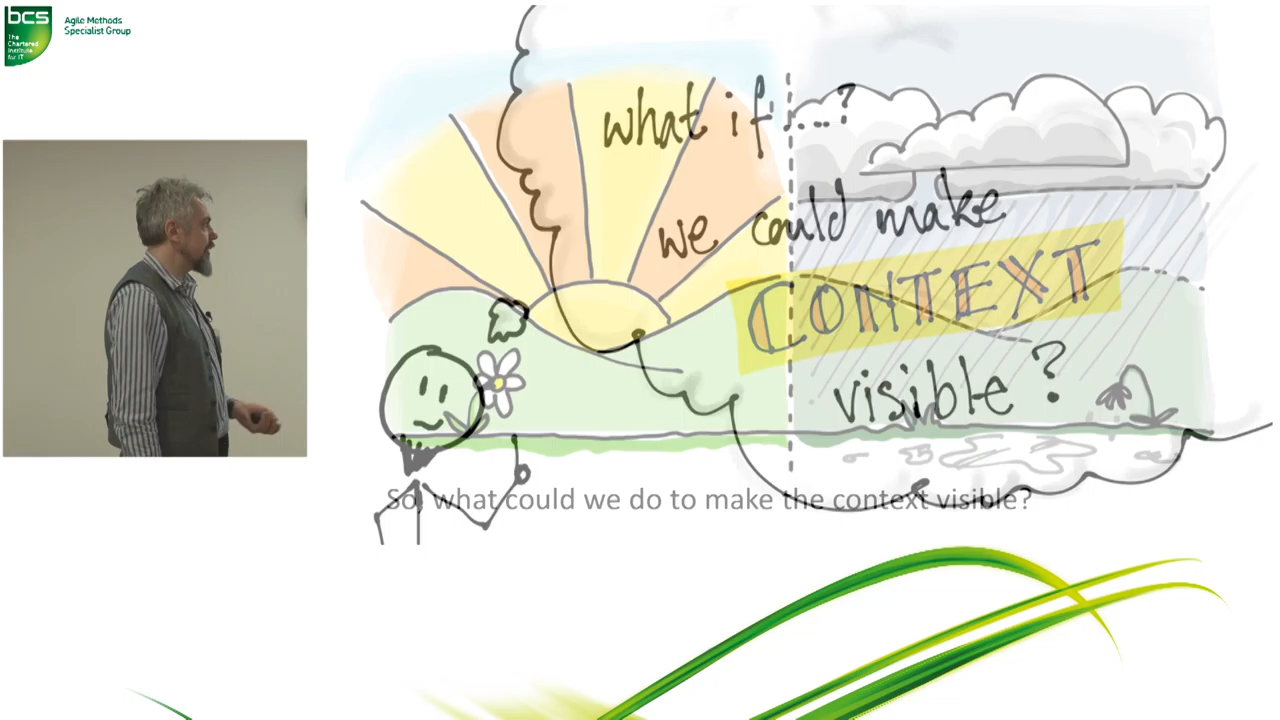 bcs
The
Chartered
Institute
for IT
Agile Methods
Specialist Group
what if....?
we could make
CONTEXT
visible?
So, what could we do to make the context visible?